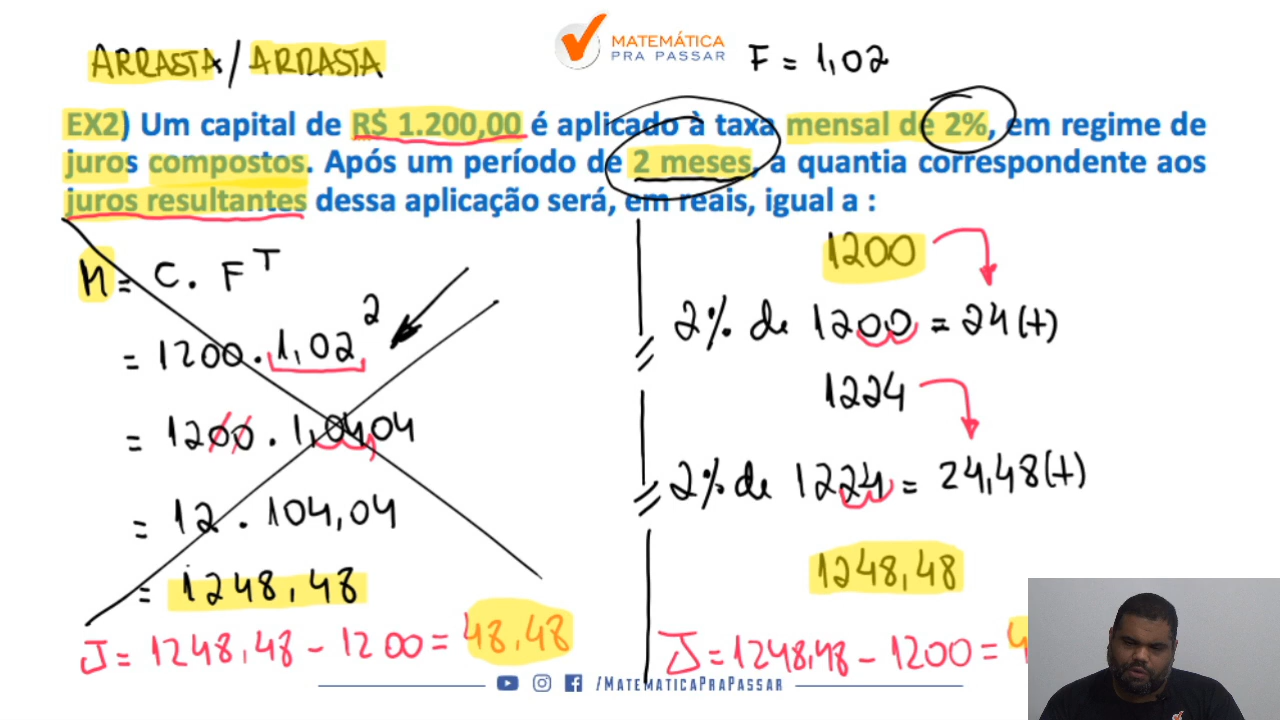 ARRASTA/ARRASTA
MATEMÁTICA
PRA PASSAR
F = 1,02
EX2) Um capital de R$ 1.200,00 é aplicado à taxa mensal de 2%, em regime de
juros compostos. Após um período de 2 meses, a quantia correspondente aos
juros resultantes dessa aplicação será, em reais, igual a :
M = C. F^T
= 1200 . 1,02²
= 1200 . 1,0404
= 12 . 104,04
= 1248,48
J = 1248,48 - 1200 = 48,48
1200
2% de 1200 = 24(+)
1224
2% de 1224 = 24,48(+)
1248,48
J = 1248,48 - 1200 = 4
/MATEMATICAPRAPASSAR